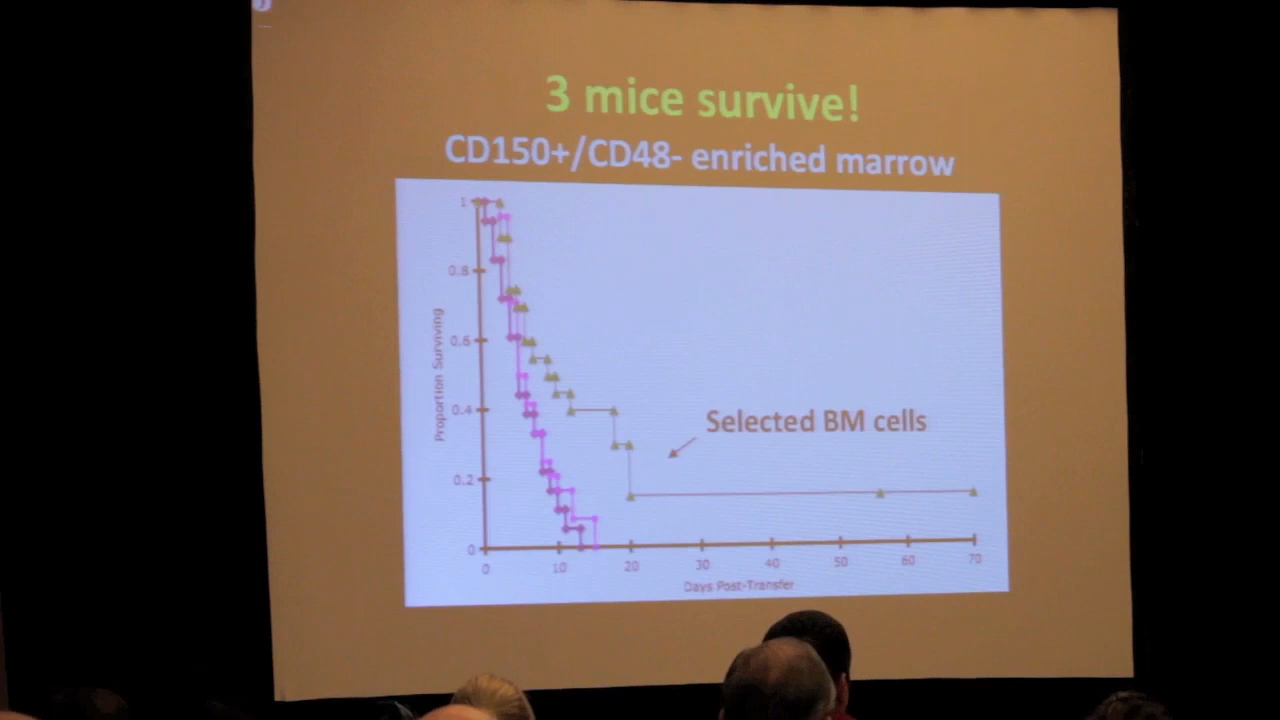 3 mice survive!
CD150+/CD48- enriched marrow
1
0.8
0.6
0.4
0.2
0
Proportion Surviving
Selected BM cells
0 10 20 30 40 50 60 70
Days Post-Transfer